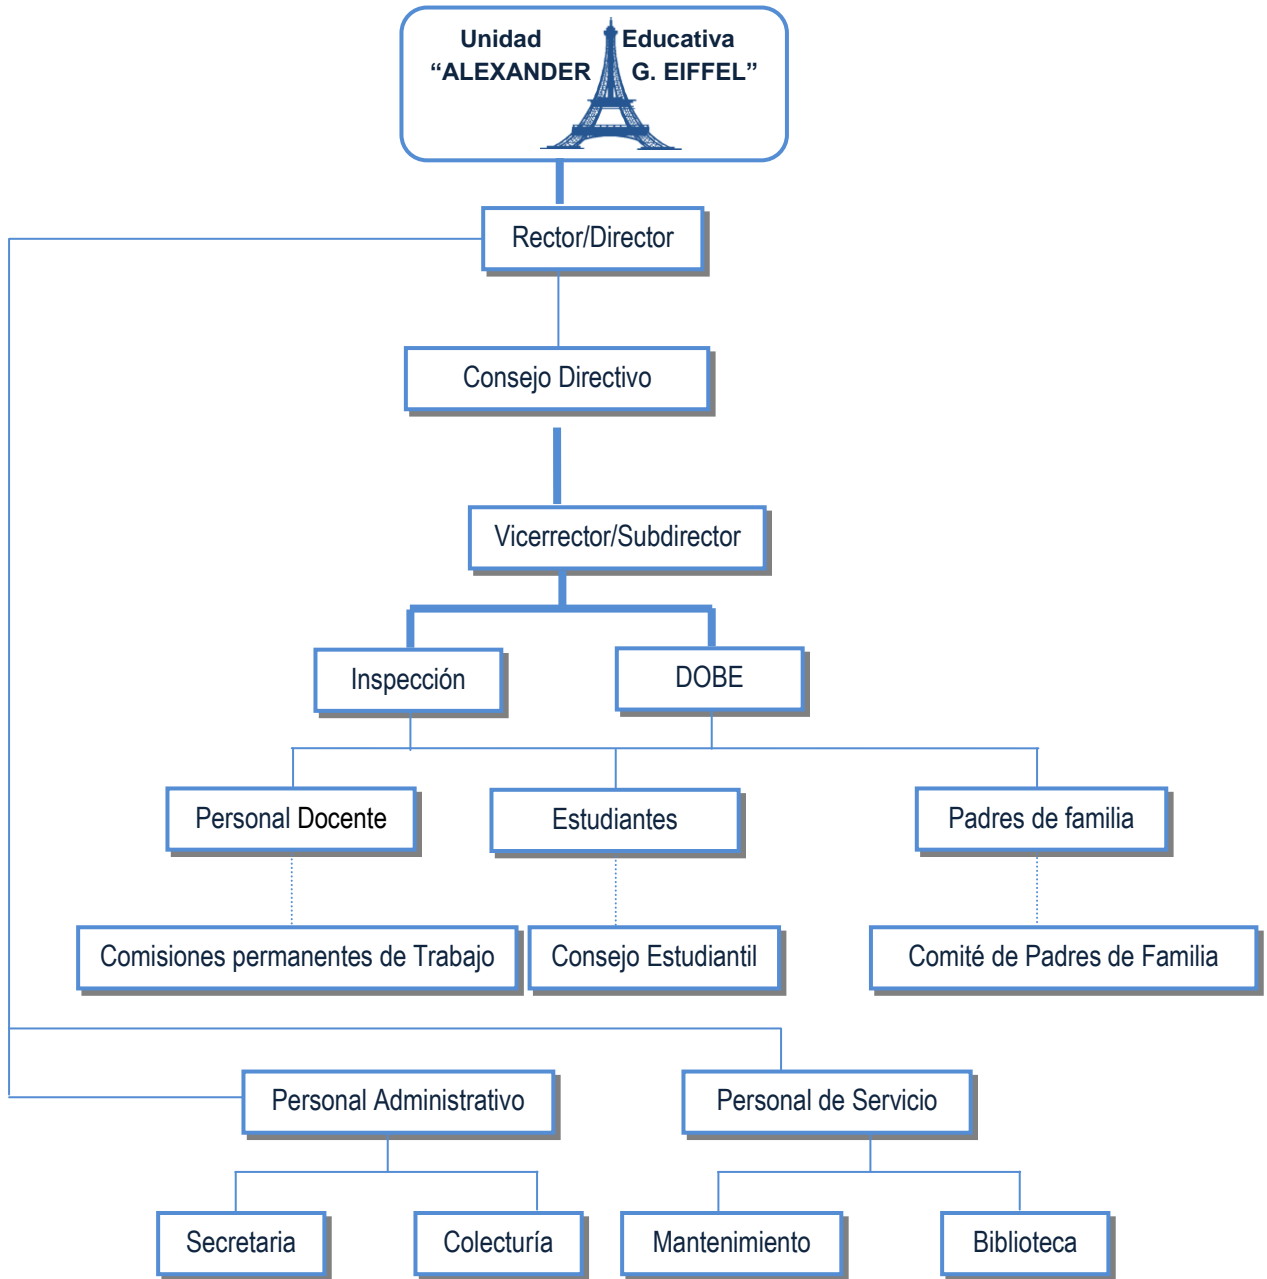 Unidad Educativa
“ALEXANDER G. EIFFEL”
Rector/Director
Consejo Directivo
Vicerrector/Subdirector
Inspección
DOBE
Personal Docente
Estudiantes
Padres de familia
Comisiones permanentes de Trabajo
Consejo Estudiantil
Comité de Padres de Familia
Personal Administrativo
Personal de Servicio
Secretaria
Colecturía
Mantenimiento
Biblioteca